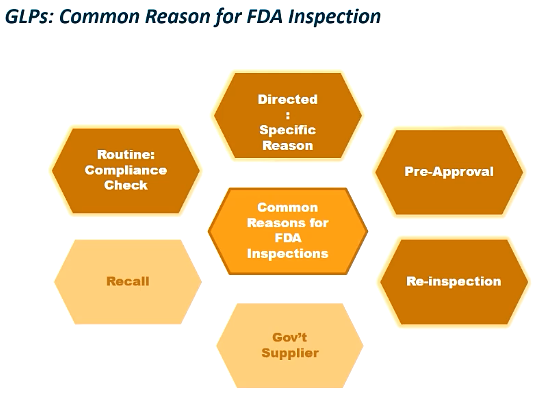 GLPs: Common Reason for FDA Inspection
Directed
:
Specific
Reason
Routine:
Compliance
Check
Pre-Approval
Common
Reasons for
FDA
Inspections
Recall
Re-inspection
Gov't
Supplier